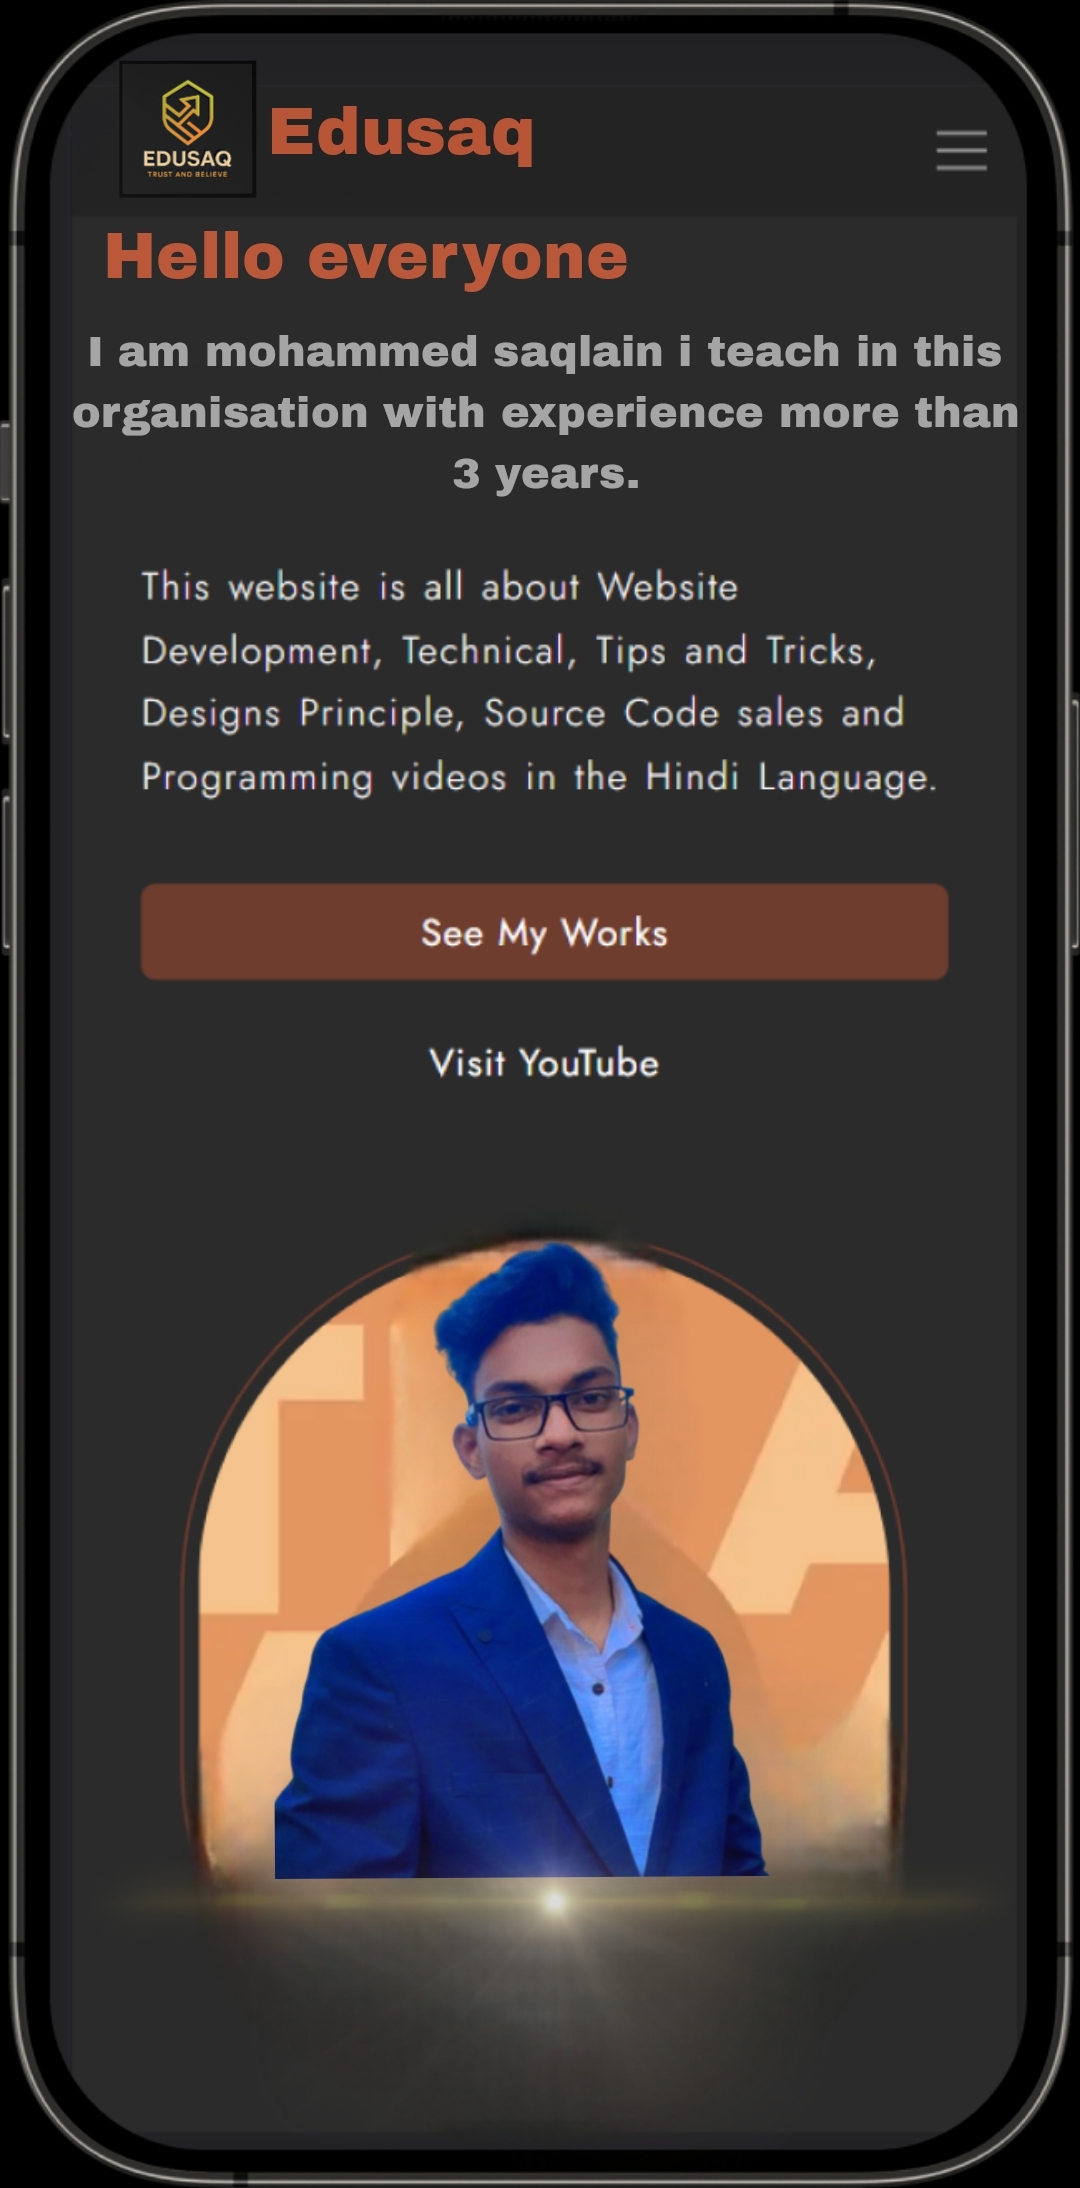 EDUSAQ
TRUST AND BELIEVE
Edusaq
Hello everyone
I am mohammed saqlain i teach in this
organisation with experience more than
3 years.
This website is all about Website
Development, Technical, Tips and Tricks,
Designs Principle, Source Code sales and
Programming videos in the Hindi Language.
See My Works
Visit YouTube